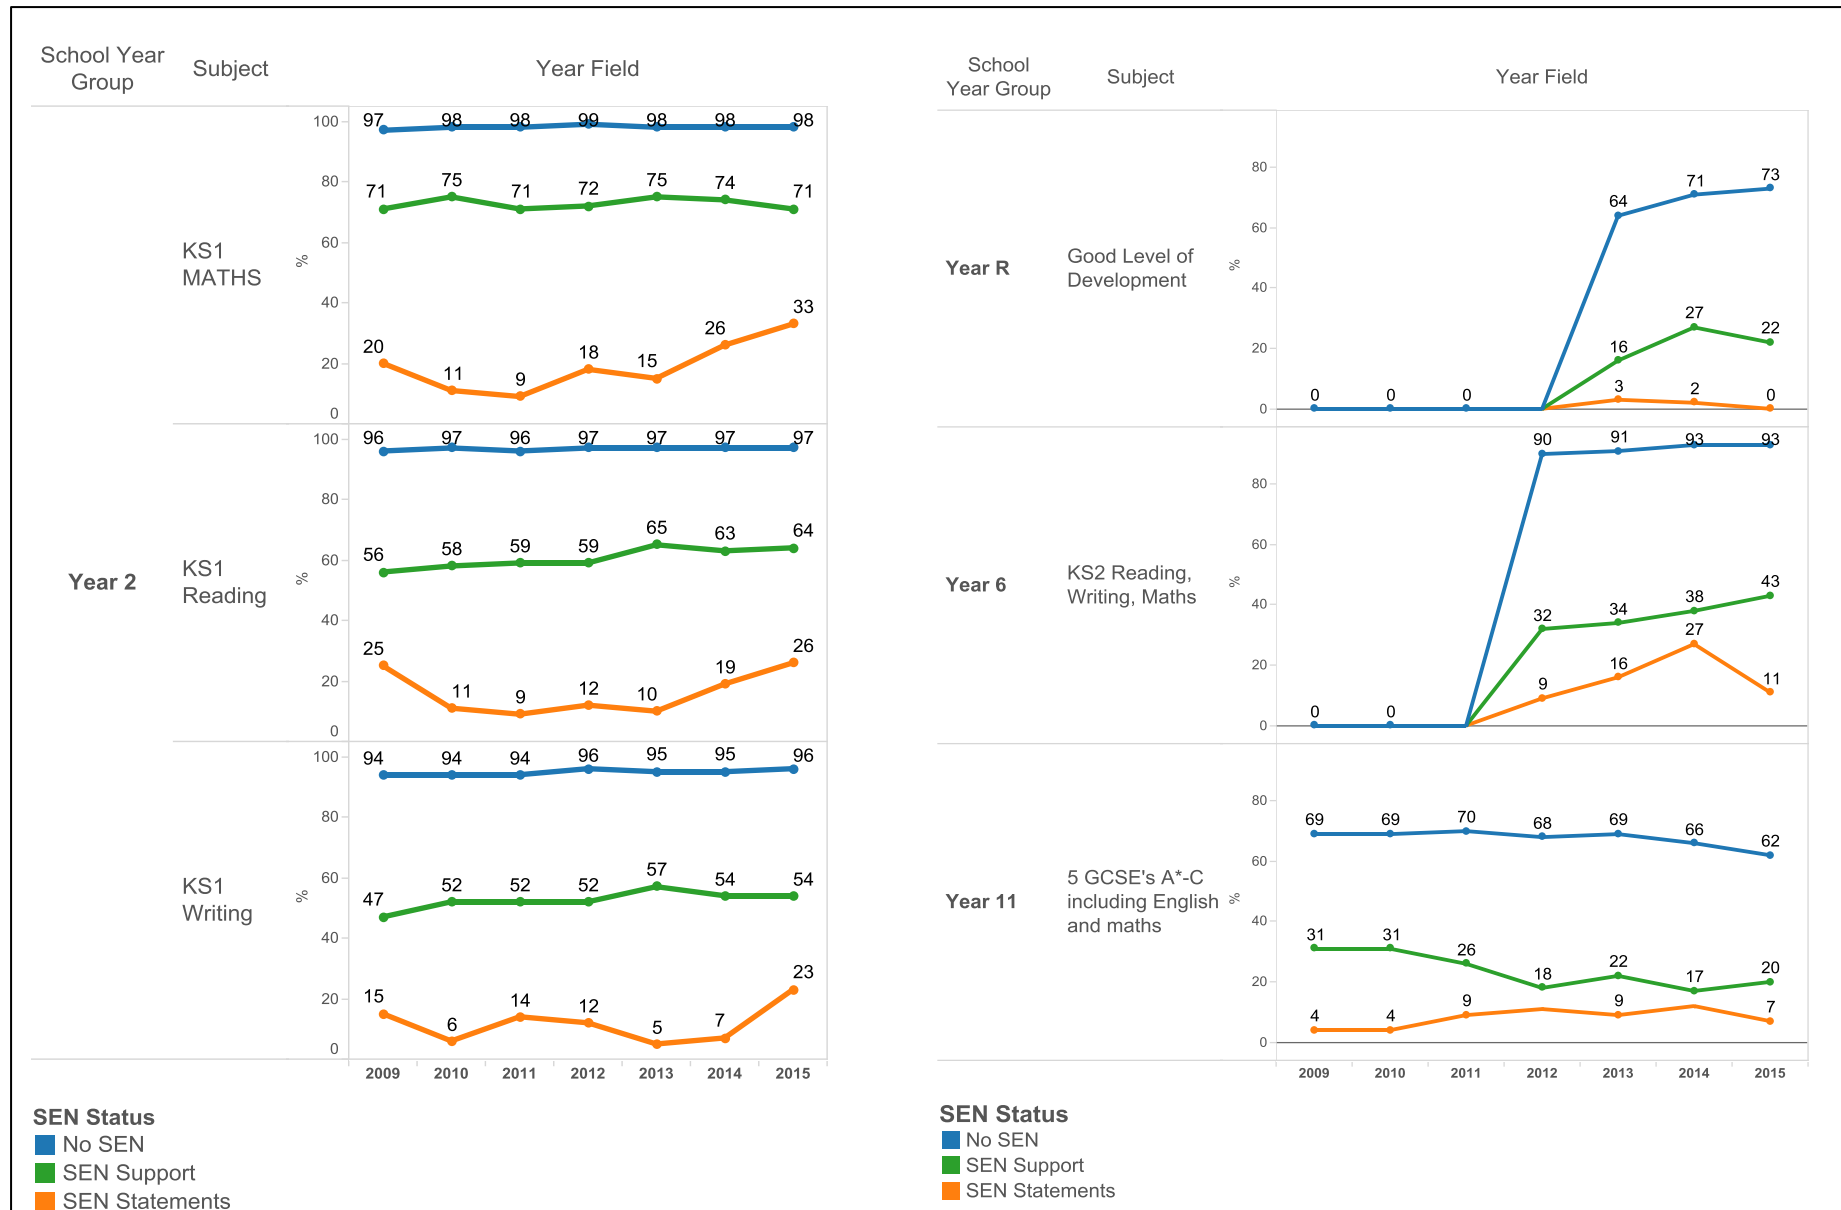 School Year
Group
Subject
Year Field
Year 2
KS1
MATHS
%
100
80
60
40
20
0
97 98 98 99 98 98 98
71 75 71 72 75 74 71
20 11 9 18 15 26 33
KS1
Reading
%
100
80
60
40
20
0
96 97 96 97 97 97 97
56 58 59 59 65 63 64
25 11 9 12 10 19 26
KS1
Writing
%
100
80
60
40
20
0
94 94 94 96 95 95 96
47 52 52 52 57 54 54
15 6 14 12 5 7 23
2009 2010 2011 2012 2013 2014 2015
SEN Status
No SEN
SEN Support
SEN Statements
School
Year Group
Subject
Year Field
Year R
Good Level of
Development
%
80
60
40
20
0
64 71 73
16 27 22
0 0 0 3 2 0
Year 6
KS2 Reading,
Writing, Maths
%
80
60
40
20
0
90 91 93 93
32 34 38 43
0 0 9 16 27 11
Year 11
5 GCSE's A*-C
including English
and maths
%
80
60
40
20
0
69 69 70 68 69 66 62
31 31 26 18 22 17 20
4 4 9 9 7
2009 2010 2011 2012 2013 2014 2015
SEN Status
No SEN
SEN Support
SEN Statements